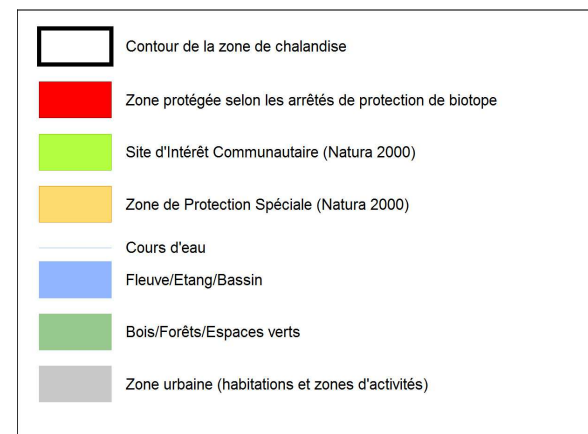 Contour de la zone de chalandise
Zone protégée selon les arrêtés de protection de biotope
Site d'Intérêt Communautaire (Natura 2000)
Zone de Protection Spéciale (Natura 2000)
Cours d'eau
Fleuve/Etang/Bassin
Bois/Forêts/Espaces verts
Zone urbaine (habitations et zones d'activités)